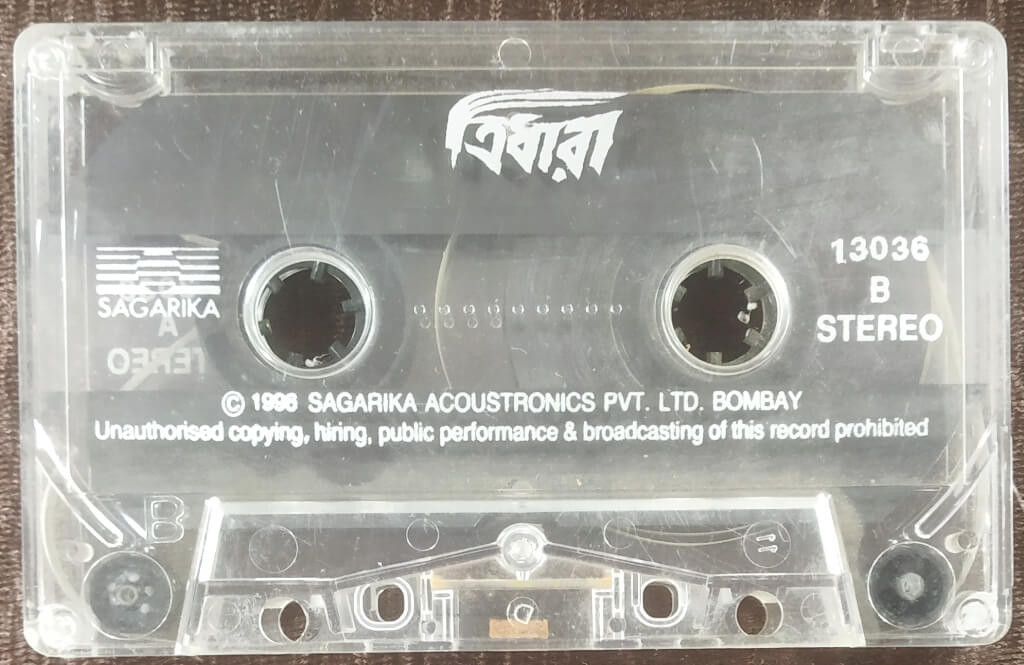 ত্রিধারা
SAGARIKA
13036
B
STEREO
A
TEREO
© 1996 SAGARIKA ACOUSTRONICS PVT. LTD. BOMBAY
Unauthorised copying, hiring, public performance & broadcasting of this record prohibited
B